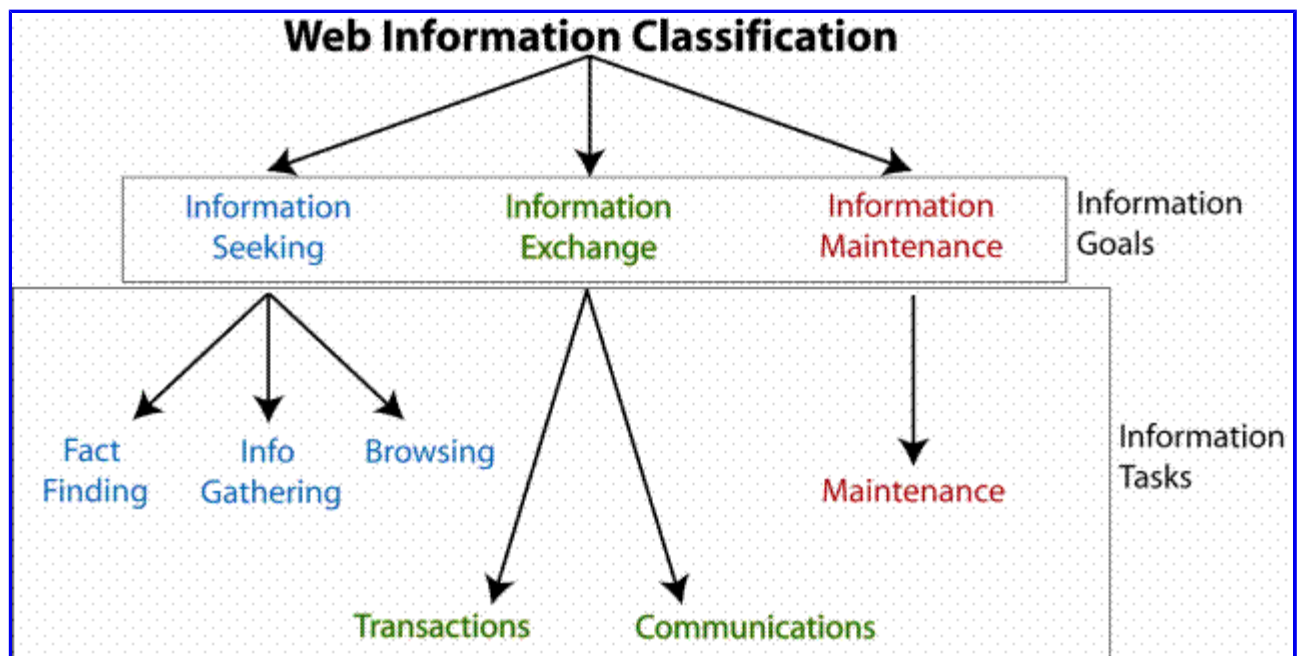 Web Information Classification
Information
Seeking
Information
Exchange
Information
Maintenance
Information
Goals
Fact
Finding
Info
Gathering
Browsing
Maintenance
Information
Tasks
Transactions
Communications